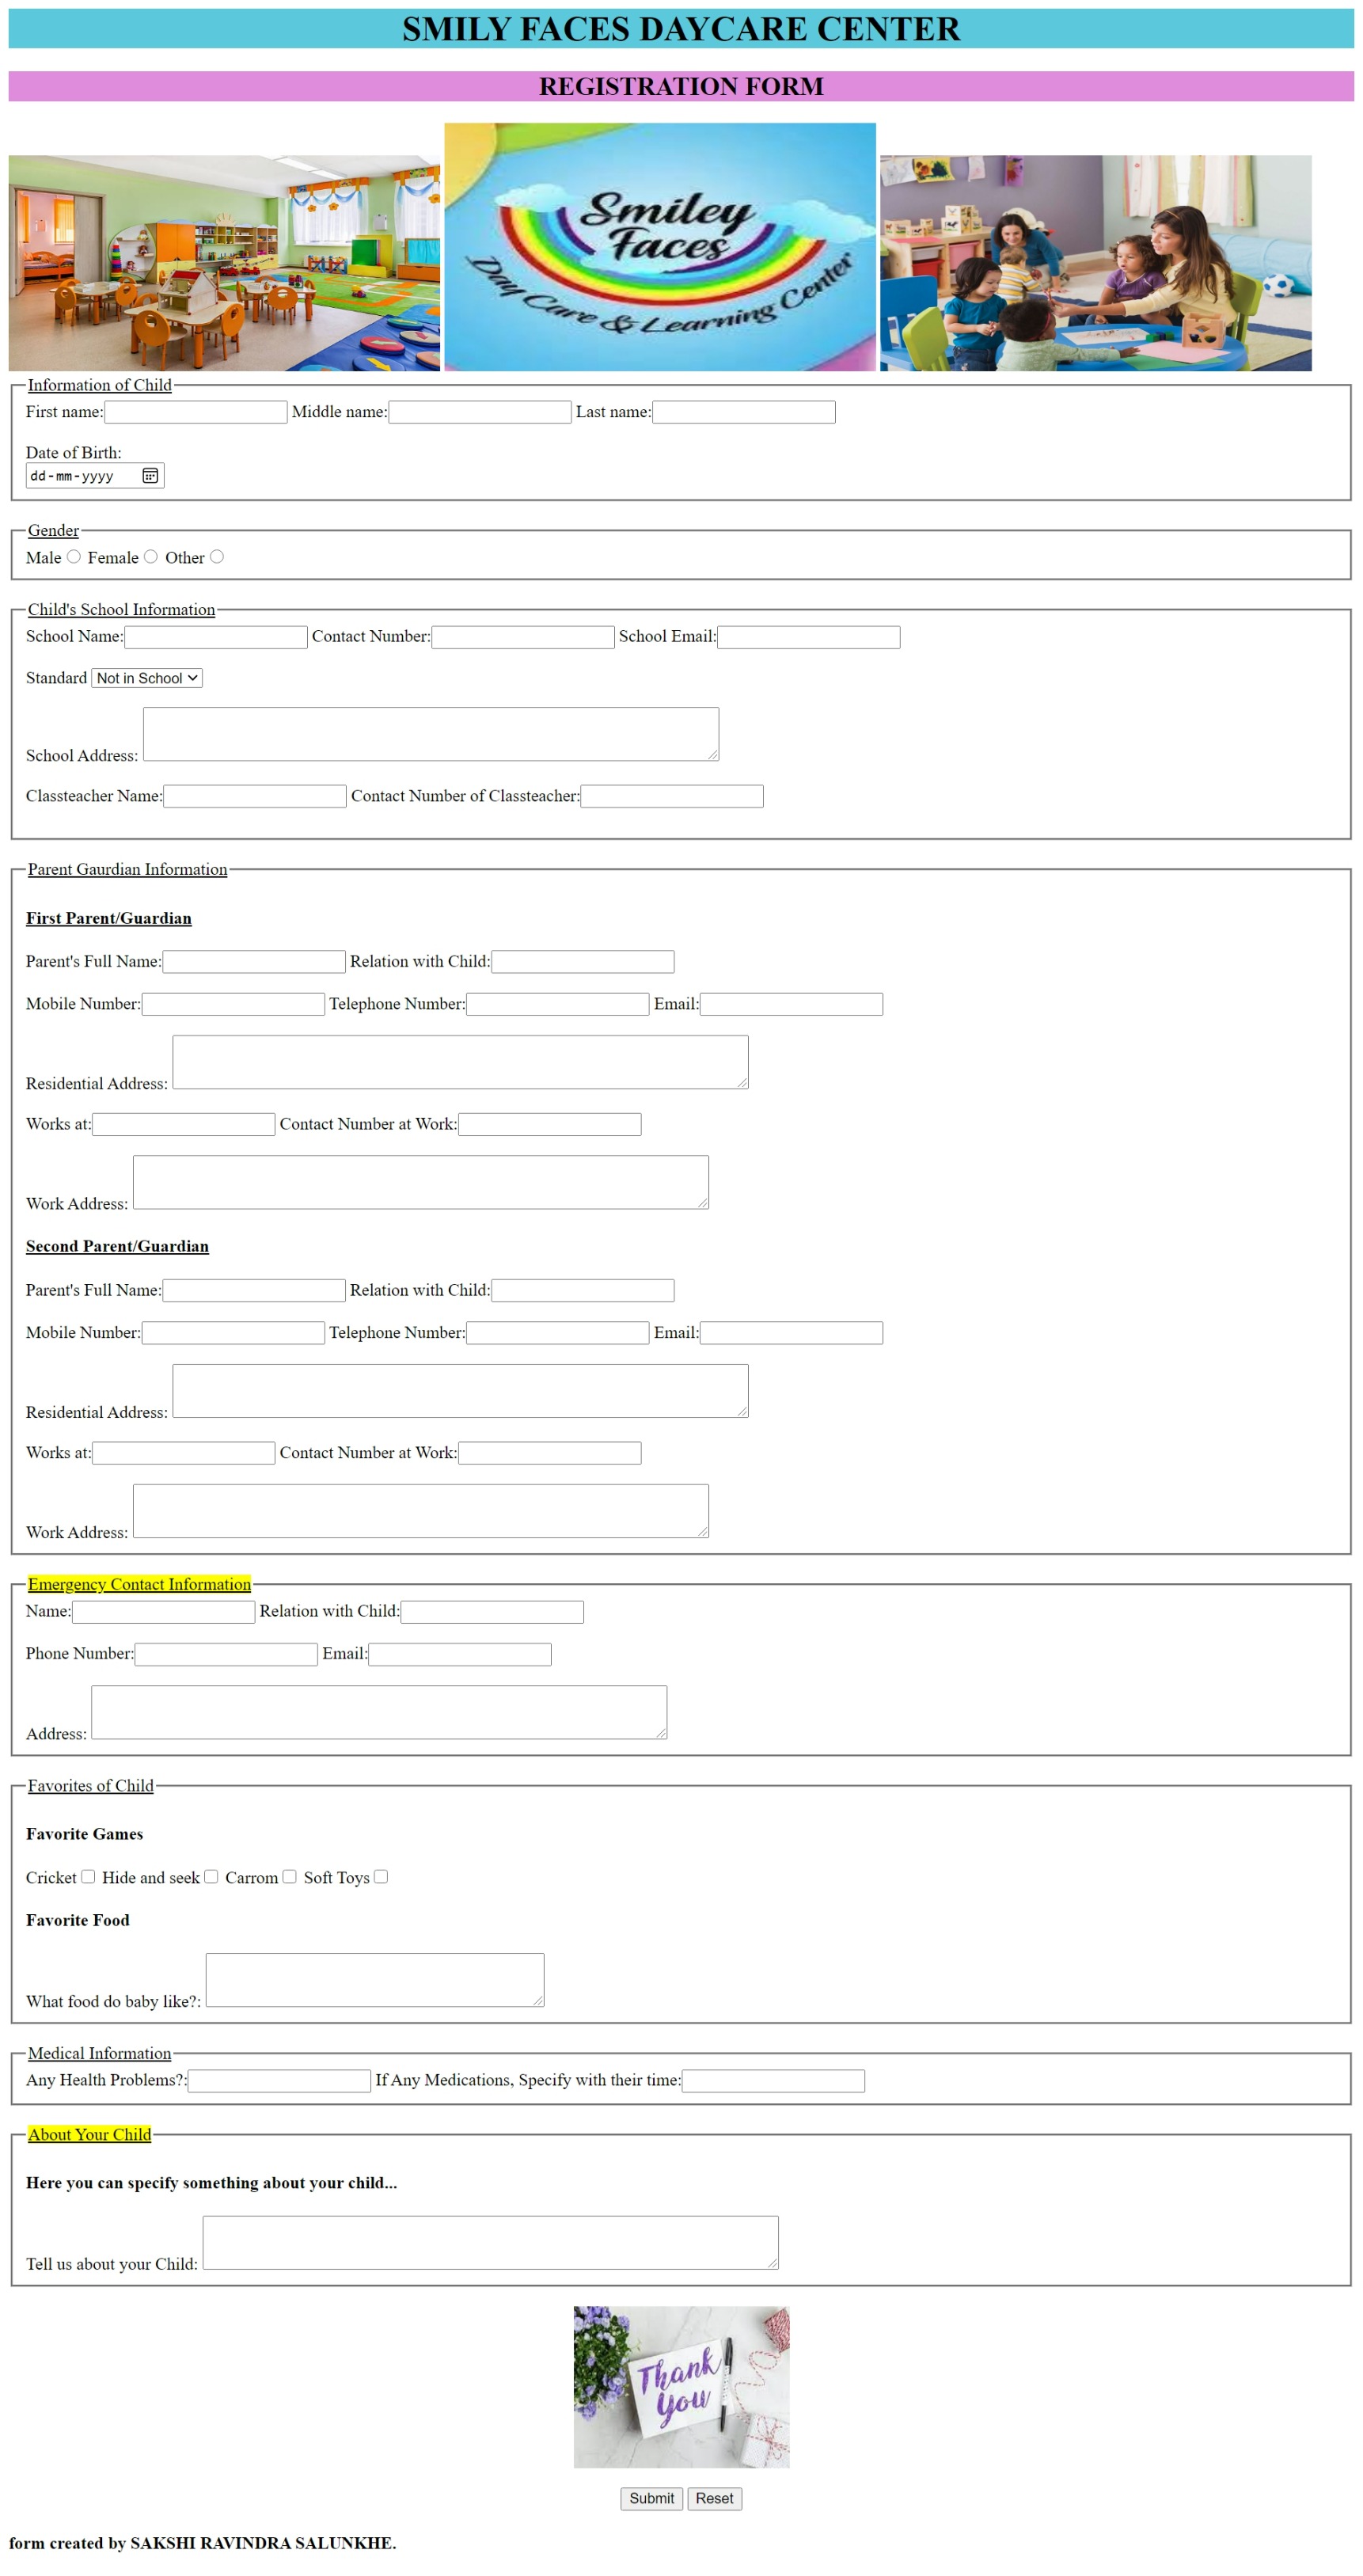 SMILY FACES DAYCARE CENTER
REGISTRATION FORM
Smiley
Faces
Day Care & Learning Center
Information of Child
First name: Middle name: Last name:
Date of Birth:
dd-mm-yyyy
Gender
Male Female Other
Child's School Information
School Name: Contact Number: School Email:
Standard Not in School
School Address:
Classteacher Name: Contact Number of Classteacher:
Parent Gaurdian Information
First Parent/Guardian
Parent's Full Name: Relation with Child:
Mobile Number: Telephone Number: Email:
Residential Address:
Works at: Contact Number at Work:
Work Address:
Second Parent/Guardian
Parent's Full Name: Relation with Child:
Mobile Number: Telephone Number: Email:
Residential Address:
Works at: Contact Number at Work:
Work Address:
Emergency Contact Information
Name: Relation with Child:
Phone Number: Email:
Address:
Favorites of Child
Favorite Games
Cricket Hide and seek Carrom Soft Toys
Favorite Food
What food do baby like?:
Medical Information
Any Health Problems?: If Any Medications, Specify with their time:
About Your Child
Here you can specify something about your child...
Tell us about your Child:
Thank
You
Submit Reset
form created by SAKSHI RAVINDRA SALUNKHE.